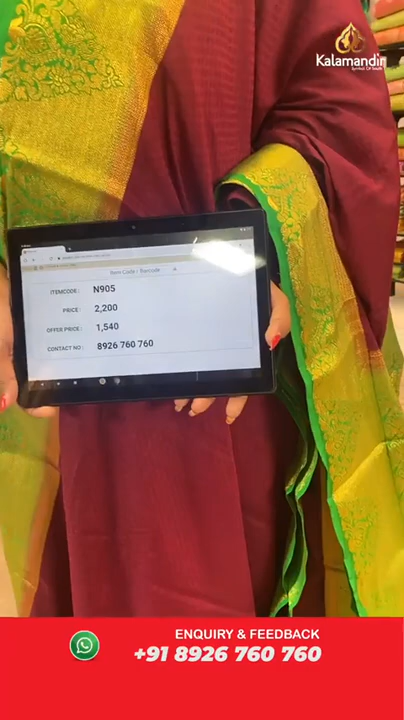 Kalamandir
Item Code / Barcode
ITEMCODE : N905
PRICE : 2,200
OFFER PRICE : 1,540
CONTACT NO : 8926 760 760
ENQUIRY & FEEDBACK
+91 8926 760 760